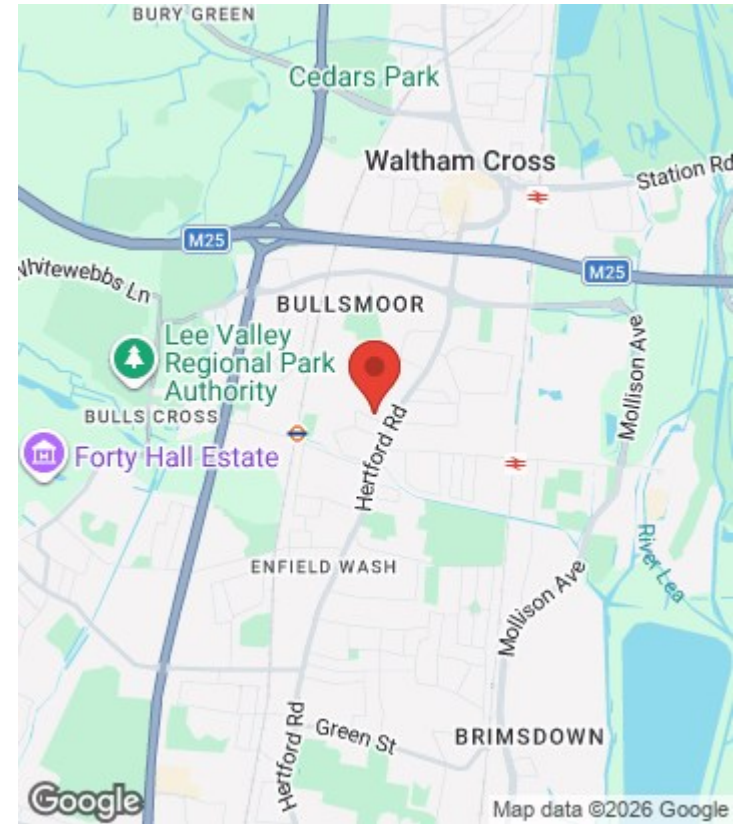 BURY GREEN
Cedars Park
Waltham Cross
Station Rd
M25
M25
Whitewebbs Ln
BULLSMOOR
Lee Valley
Regional Park
Authority
Mollison Ave
BULLS CROSS
Forty Hall Estate
Hertford Rd
River Lea
ENFIELD WASH
Mollison Ave
Hertford Rd
Green St
BRIMSDOWN
Google
Map data ©2026 Google